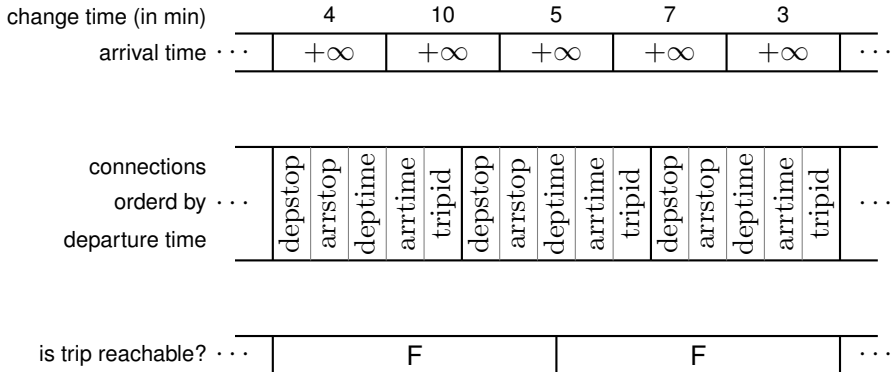 change time (in min) 4 10 5 7 3
arrival time ··· +∞ +∞ +∞ +∞ +∞ ···
connections
orderd by ··· depstop arrstop deptime arrtime tripid depstop arrstop deptime arrtime tripid depstop arrstop deptime arrtime tripid ···
departure time
is trip reachable? ··· F F ···